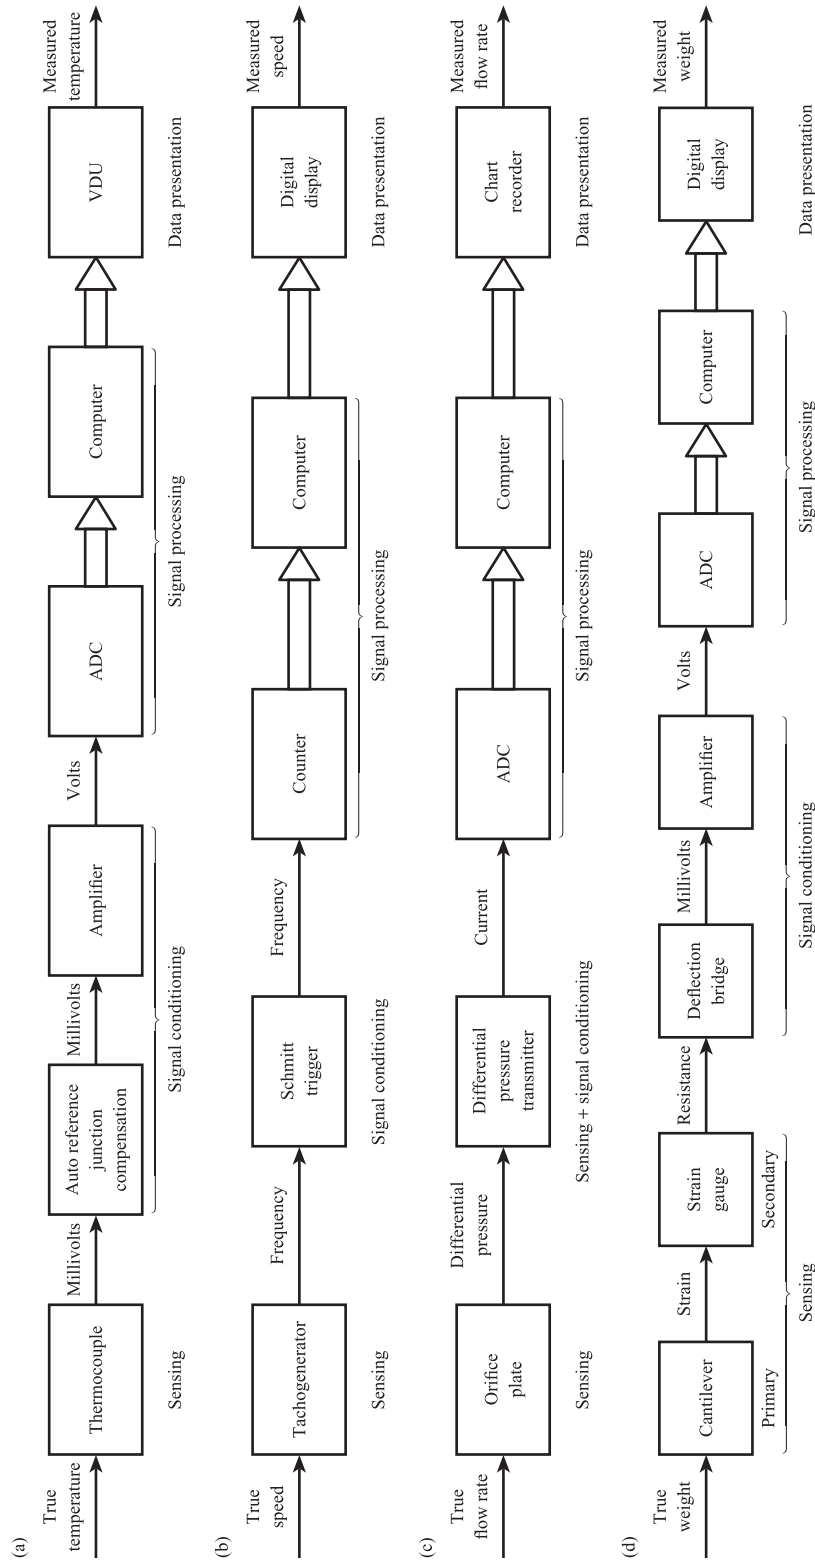 (a)
True
temperature
Thermocouple
Millivolts
Auto reference
junction
compensation
Millivolts
Amplifier
Volts
ADC
Computer
VDU
Measured
temperature
Sensing
Signal conditioning
Signal processing
Data presentation
(b)
True
speed
Tachogenerator
Frequency
Schmitt
trigger
Frequency
Counter
Computer
Digital
display
Measured
speed
Sensing
Signal conditioning
Signal processing
Data presentation
(c)
True
flow rate
Orifice
plate
Differential
pressure
Differential
pressure
transmitter
Current
ADC
Computer
Chart
recorder
Measured
flow rate
Sensing
Sensing + signal conditioning
Signal processing
Data presentation
(d)
True
weight
Cantilever
Strain
Strain
gauge
Resistance
Deflection
bridge
Millivolts
Amplifier
Volts
ADC
Computer
Digital
display
Measured
weight
Primary
Secondary
Sensing
Signal conditioning
Signal processing
Data presentation